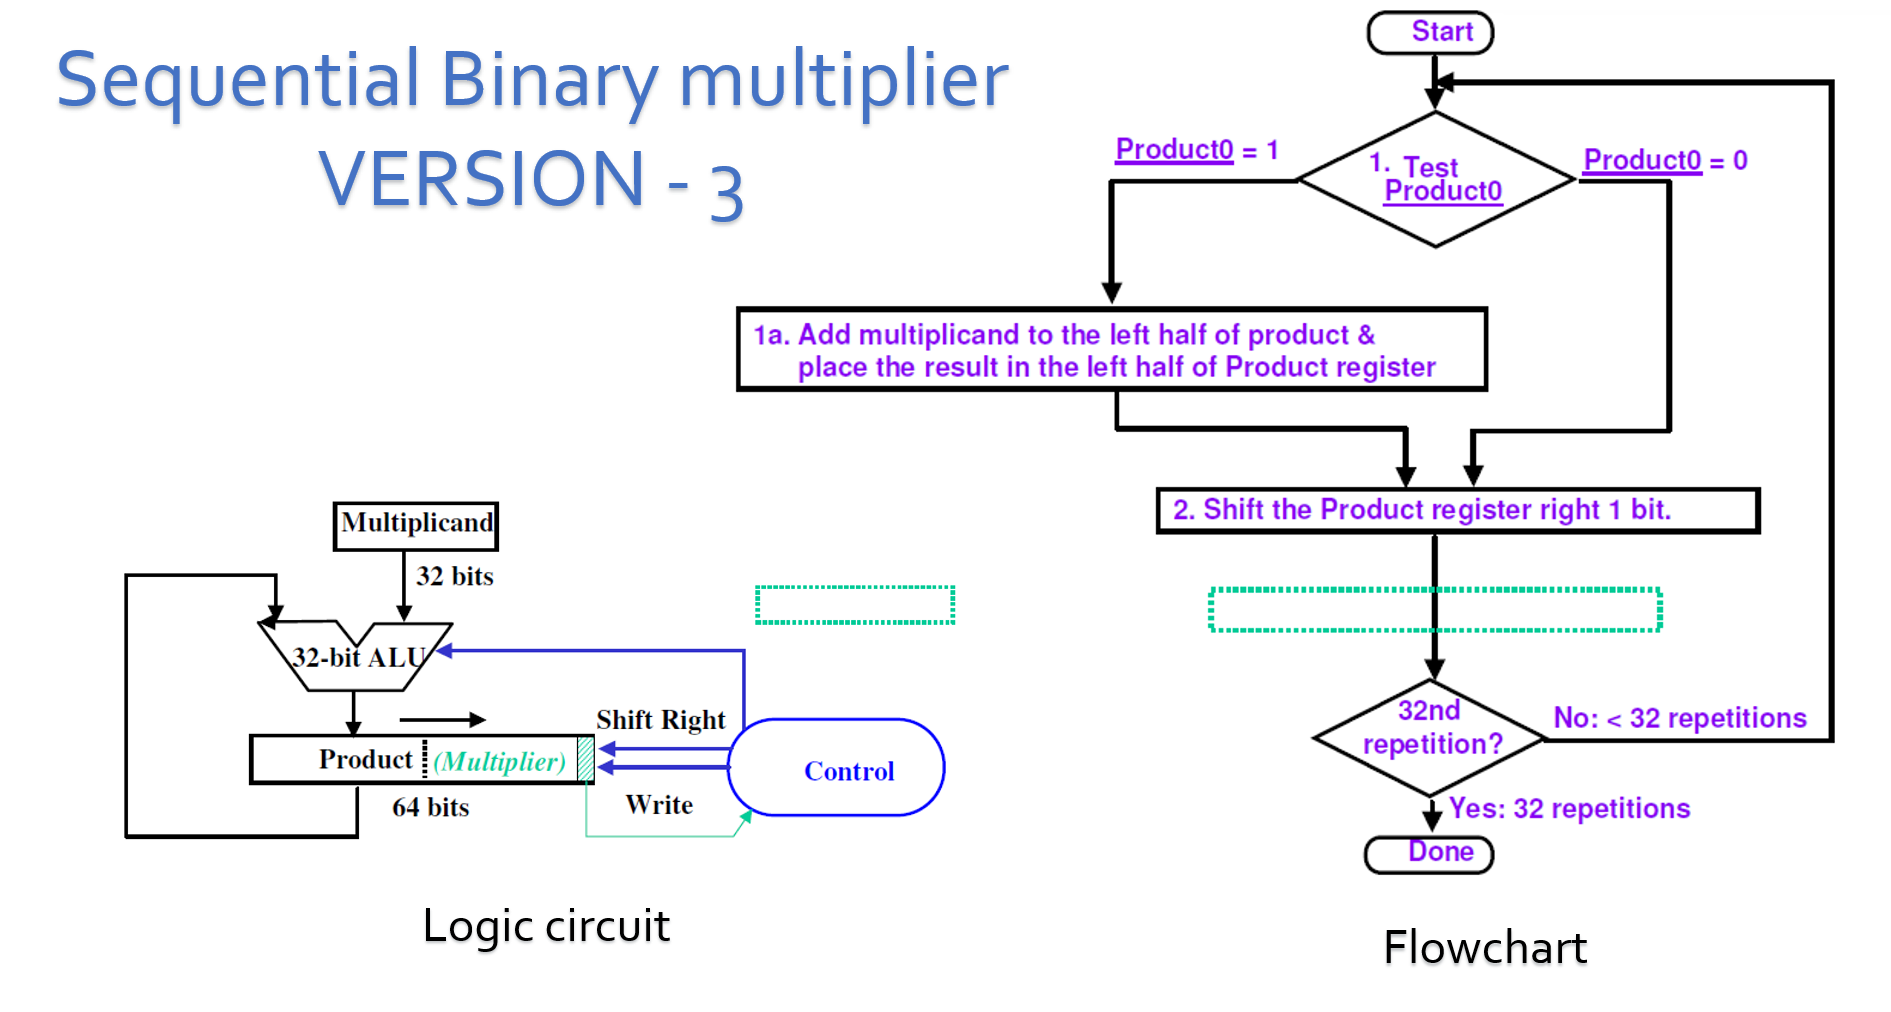 Sequential Binary multiplier
VERSION - 3
Start
Product0 = 1
1. Test
Product0
Product0 = 0
1a. Add multiplicand to the left half of product &
place the result in the left half of Product register
2. Shift the Product register right 1 bit.
32nd
repetition?
No: < 32 repetitions
Yes: 32 repetitions
Done
Flowchart
Multiplicand
32 bits
32-bit ALU
Shift Right
Product (Multiplier)
Control
64 bits
Write
Logic circuit